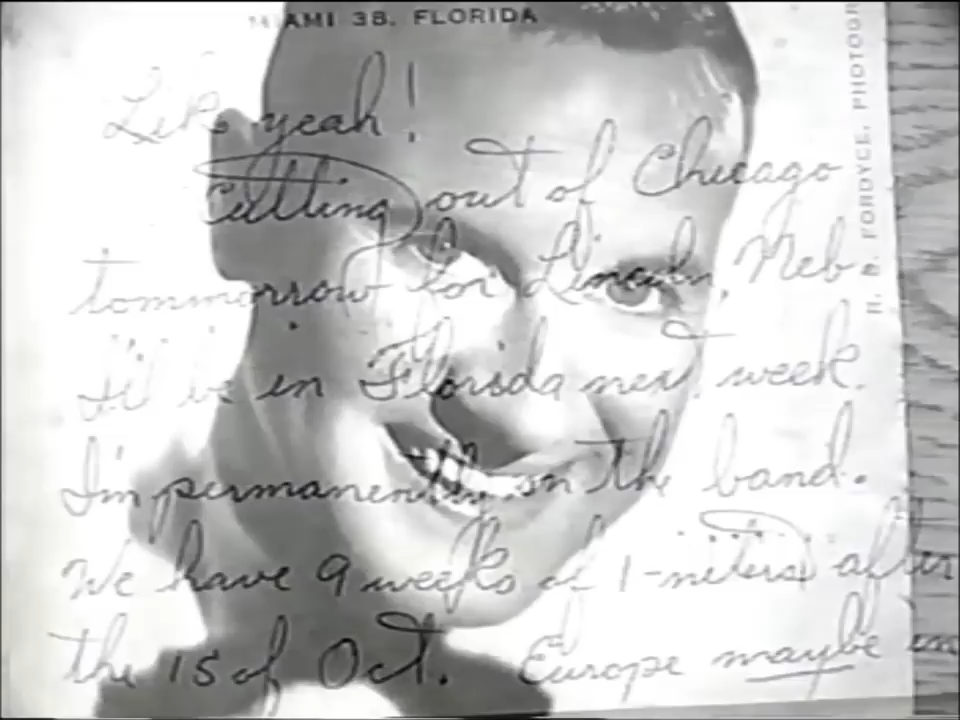 MIAMI 38, FLORIDA
Like yeah!
Cutting out of Chicago
tommorrow for Lincoln, Neb.
I'll be in Florida next week.
I'm permanently on the band.
We have 9 weeks of 1-niters after
the 15 of Oct. Europe maybe in
H. B. FORDYCE, PHOTOGR